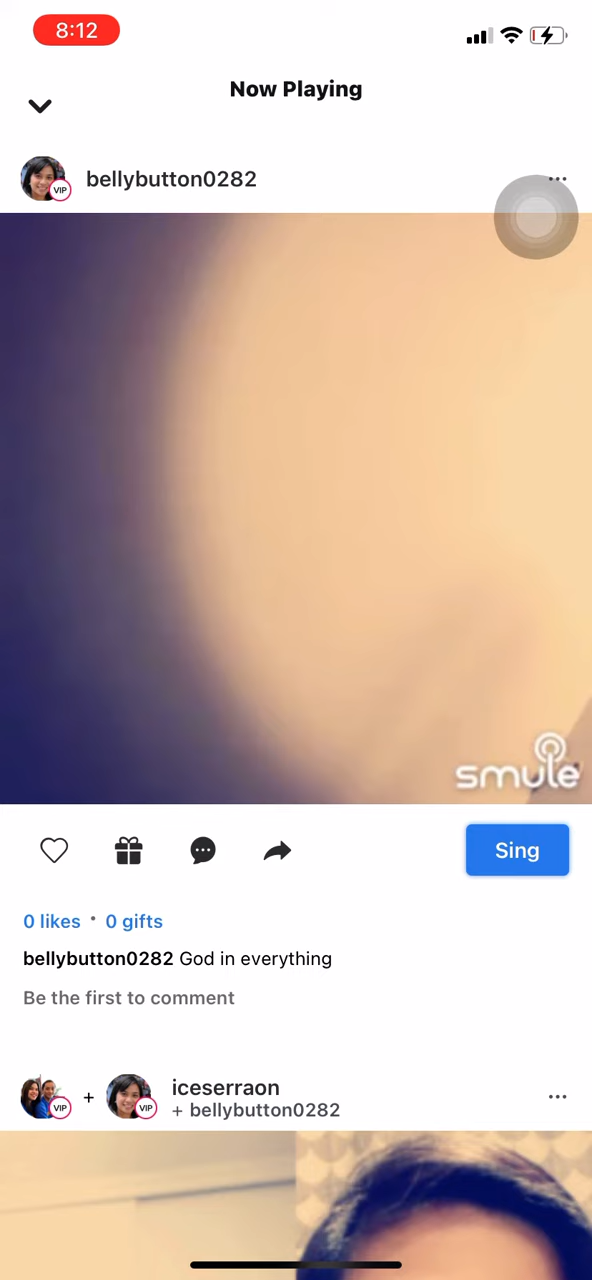 8:12
Now Playing
VIP
bellybutton0282
smule
Sing
0 likes • 0 gifts
bellybutton0282 God in everything
Be the first to comment
VIP + VIP iceserraon
+ bellybutton0282